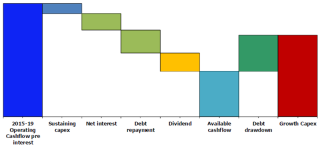 2015-19
Operating
Cashflow pre
interest
Sustaining
capex
Net interest
Debt
repayment
Dividend
Available
cashflow
Debt
drawdown
Growth Capex